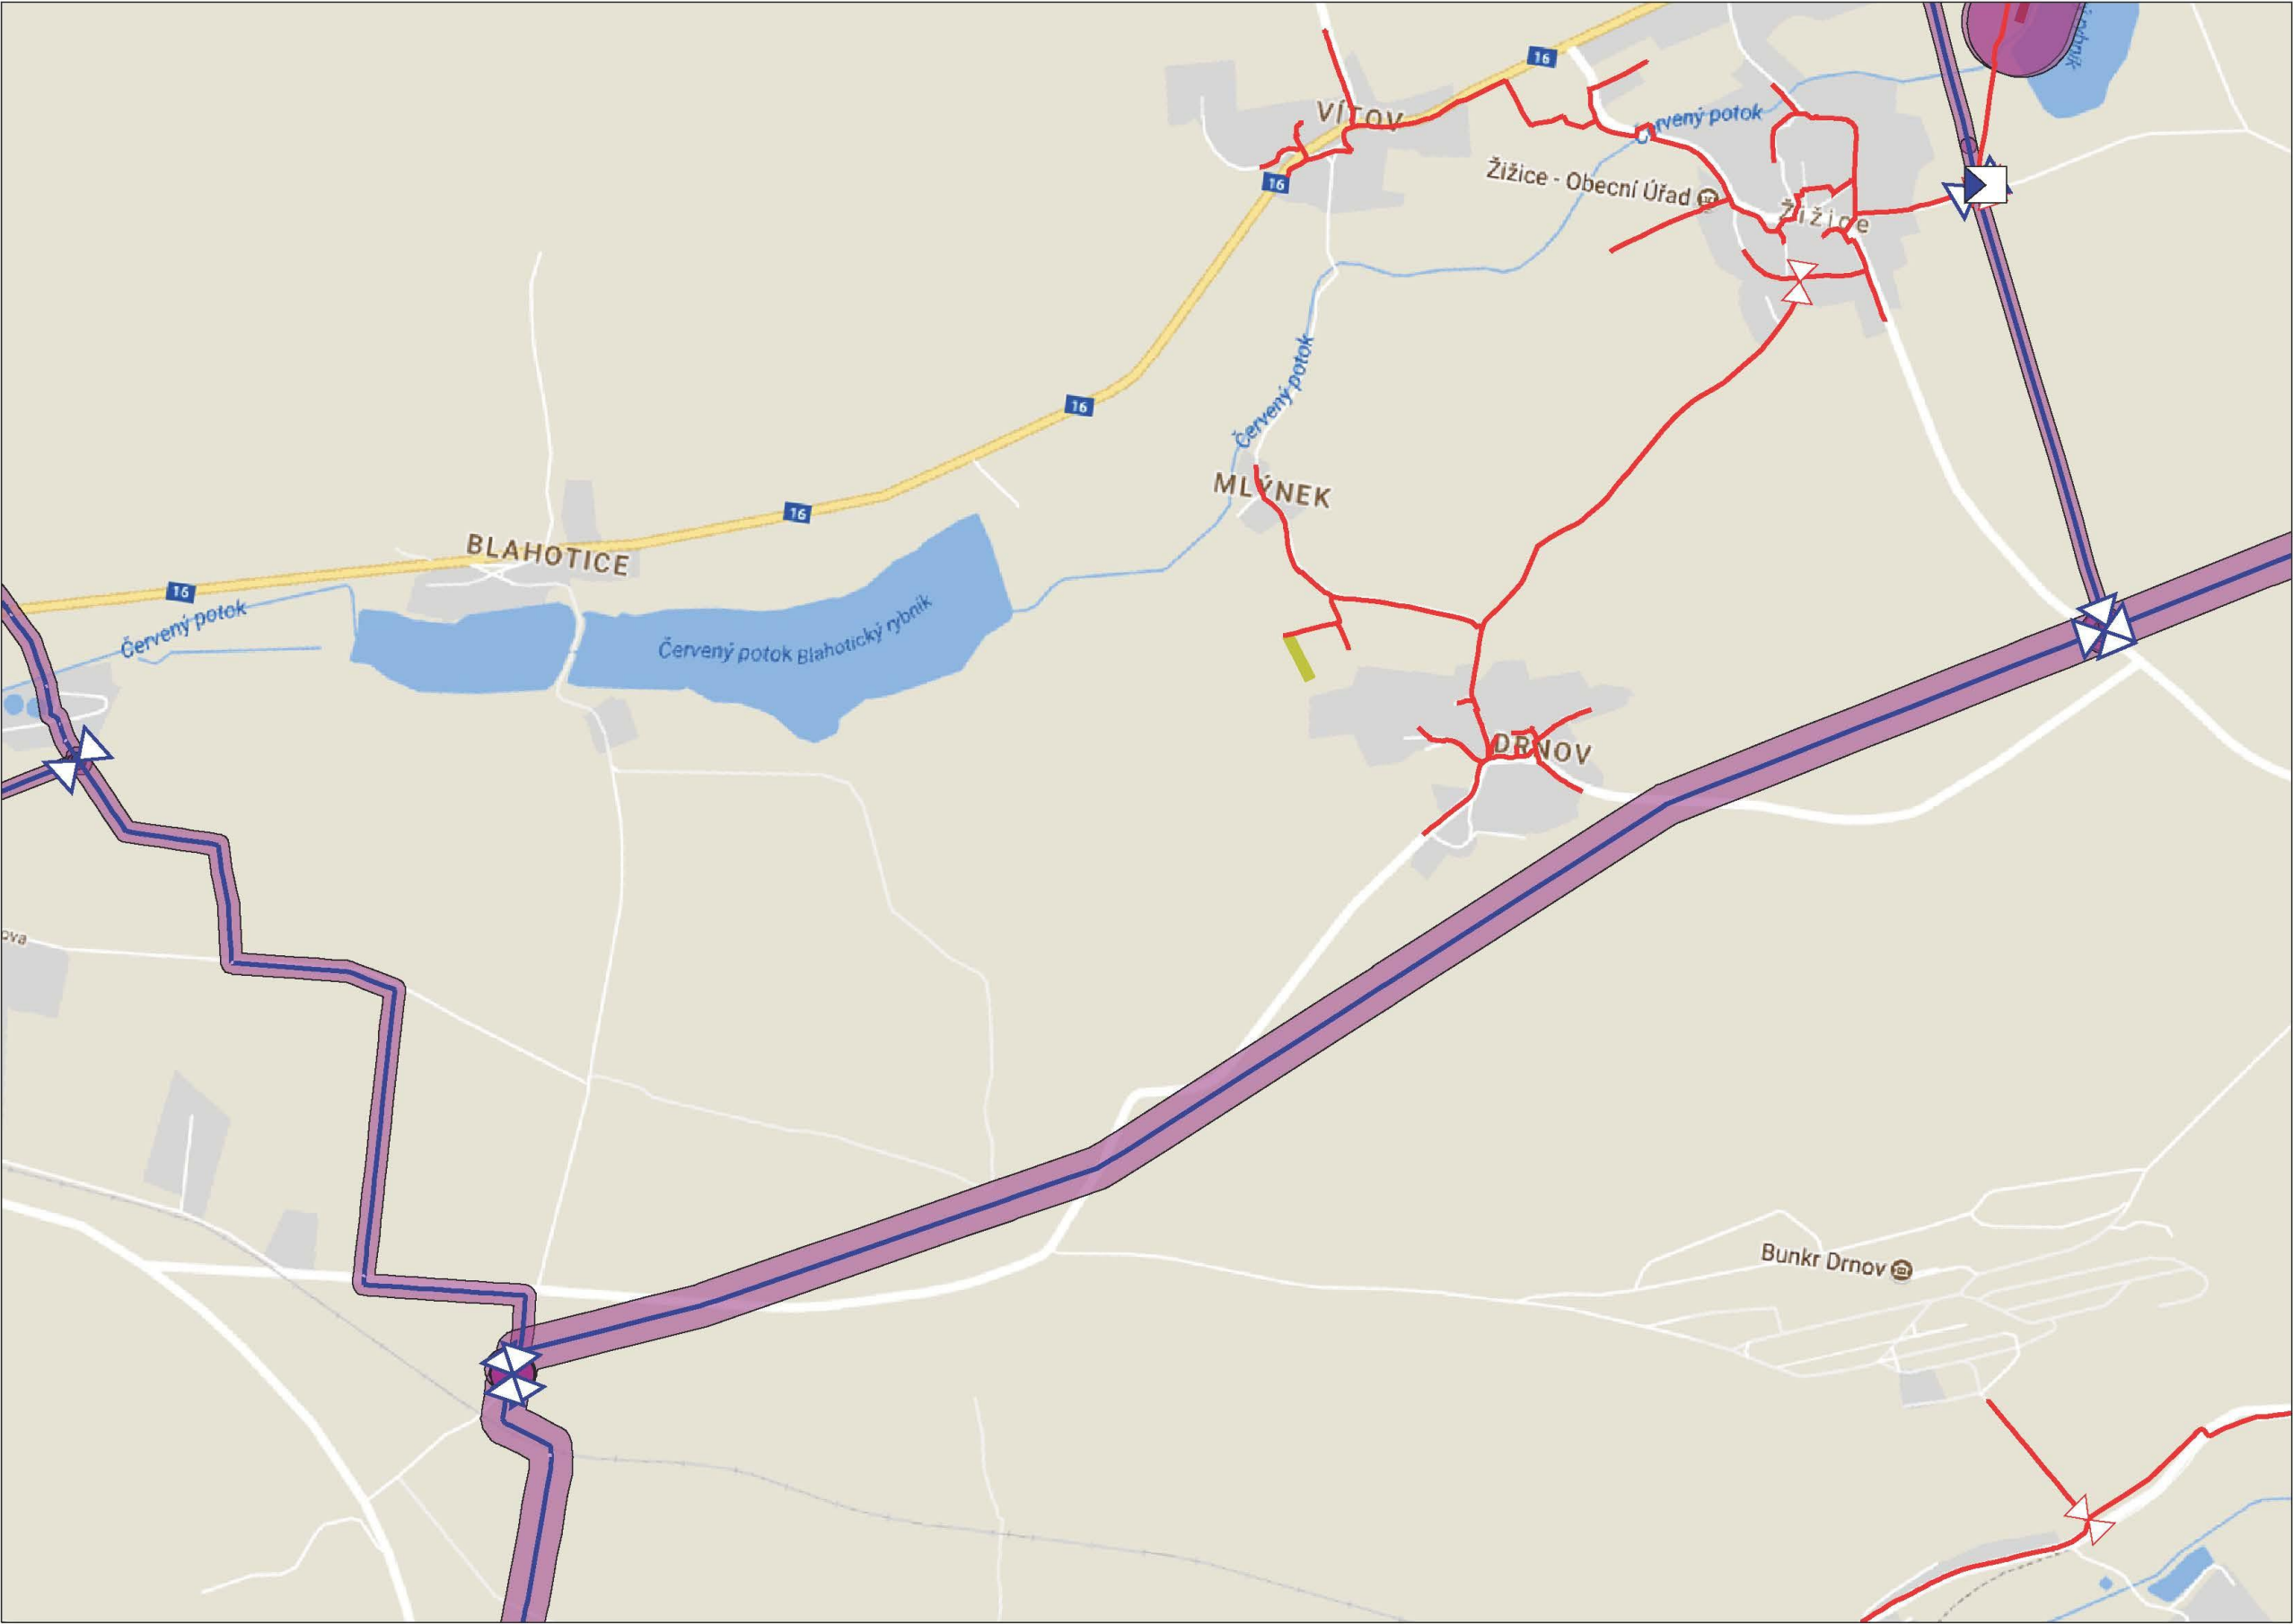 16
VÍTOV
Červený potok
Žižice - Obecní Úřad
16
Žižice
Červený potok
16
MLÝNEK
16
BLAHOTICE
16
Červený potok
Červený potok Blahotický rybník
DRNOV
ova
Bunkr Drnov